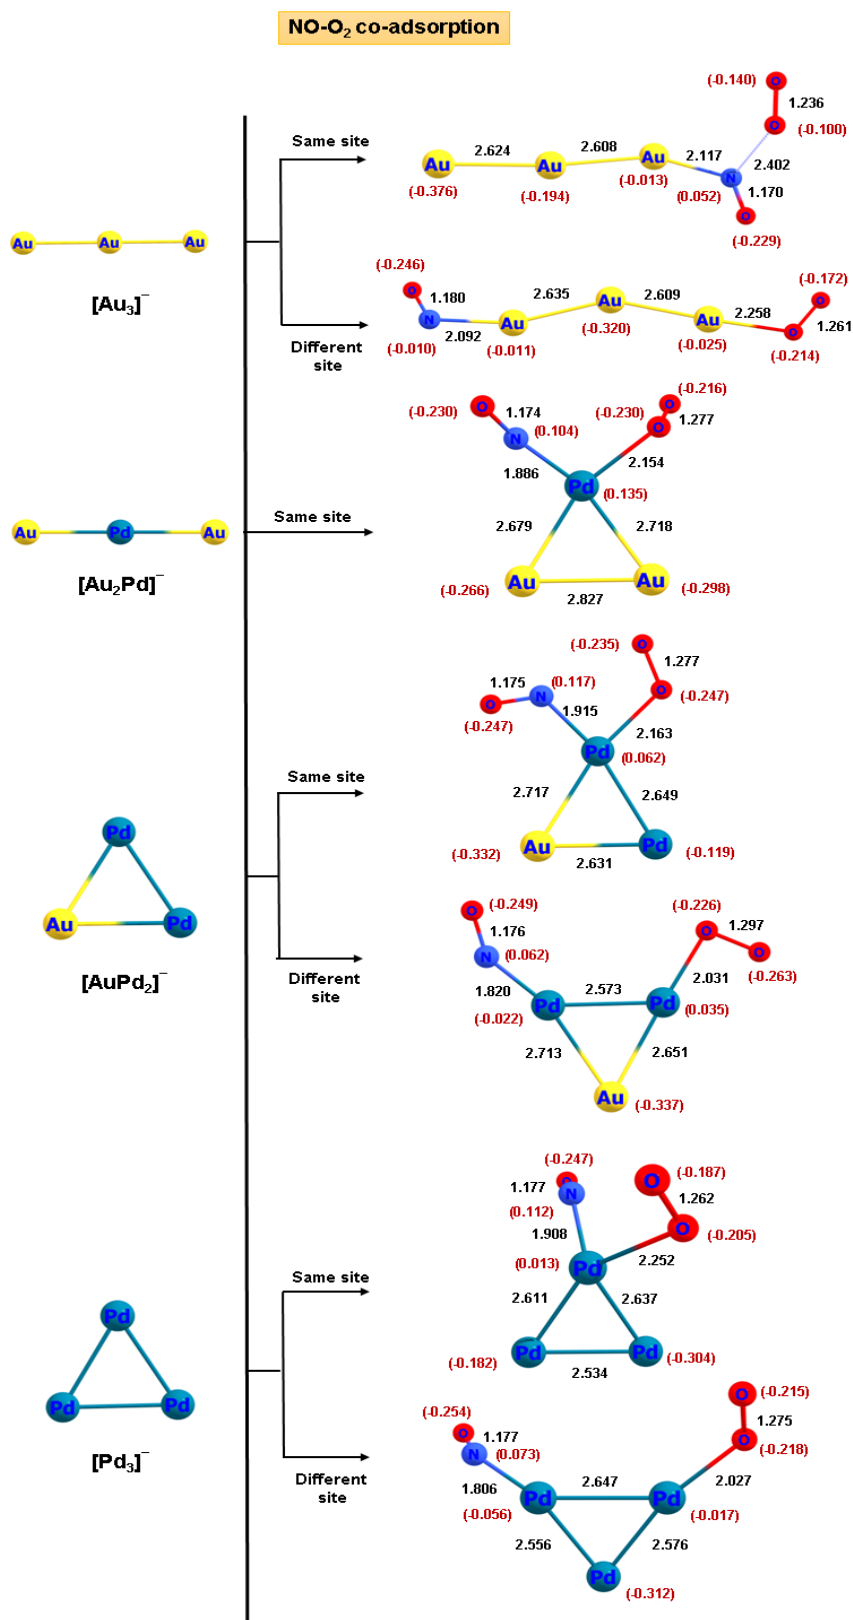 NO-O₂ co-adsorption
(-0.140)
O
1.236
Same site
O
(-0.100)
2.624
2.608
2.117
2.402
Au
Au
Au
N
(-0.376)
(-0.194)
(-0.013)
(0.052)
1.170
O
(-0.229)
Au Au Au
[Au₃]⁻
(-0.246)
O
1.180
2.635
Au
2.609
(-0.172)
O
N
Au
(-0.320)
Au
2.258
O
1.261
Different
site
(-0.010)
2.092
(-0.011)
(-0.025)
(-0.214)
(-0.216)
(-0.230)
O
1.174
(-0.230)
O
1.277
N
(0.104)
O
1.886
2.154
Pd
(0.135)
Au Pd Au
[Au₂Pd]⁻
Same site
2.679
2.718
Au
Au
(-0.266)
2.827
(-0.298)
(-0.235)
O
1.277
1.175
(0.117)
O
(-0.247)
O
N
(-0.247)
1.915
2.163
Pd
(0.062)
Same site
2.717
2.649
Au
Pd
(-0.332)
2.631
(-0.119)
Pd
Au
Pd
[AuPd₂]⁻
O
(-0.249)
(-0.226)
1.176
O
1.297
N
(0.062)
O
(-0.263)
Different
site
1.820
2.573
2.031
Pd
Pd
(-0.022)
(0.035)
2.713
2.651
Au
(-0.337)
(-0.247)
O
(-0.187)
1.177
N
O
1.262
(0.112)
O
(-0.205)
1.908
2.252
(0.013)
Pd
Same site
2.611
2.637
Pd
Pd
(-0.182)
2.534
(-0.304)
Pd
Pd
Pd
[Pd₃]⁻
O
(-0.215)
(-0.254)
O
1.177
1.275
N
(0.073)
O
(-0.218)
Different
site
1.806
2.647
2.027
Pd
Pd
(-0.056)
(-0.017)
2.556
2.576
Pd
(-0.312)